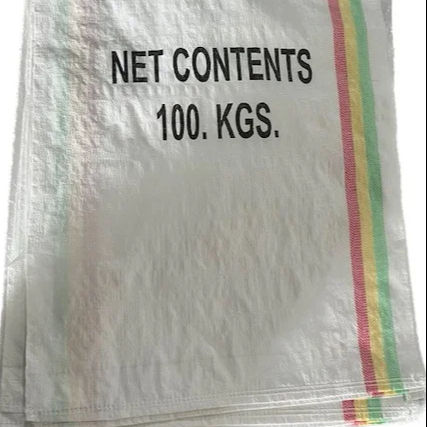 NET CONTENTS
100. KGS.